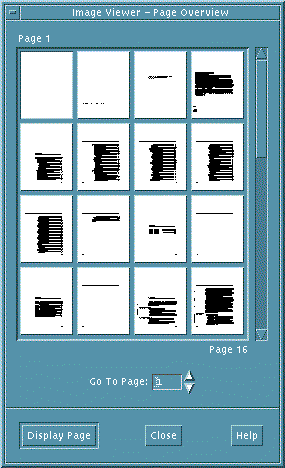 Image Viewer – Page Overview
Page 1
Page 16
Go To Page: 1
Display Page
Close
Help